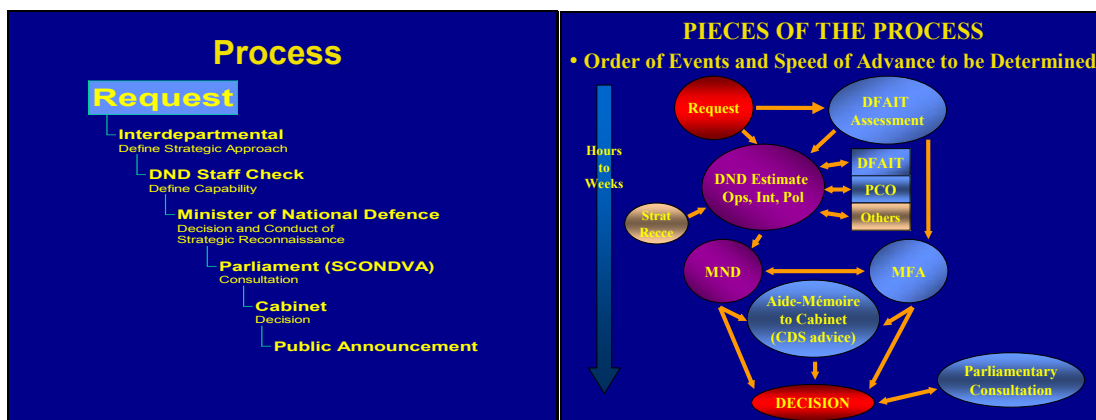 Process
Request
Interdepartmental
Define Strategic Approach
DND Staff Check
Define Capability
Minister of National Defence
Decision and Conduct of
Strategic Reconnaissance
Parliament (SCONDVA)
Consultation
Cabinet
Decision
Public Announcement
PIECES OF THE PROCESS
• Order of Events and Speed of Advance to be Determined
Request
DFAIT
Assessment
Hours
to
Weeks
DND Estimate
Ops, Int, Pol
DFAIT
PCO
Others
Strat
Recce
MND
MFA
Aide-Mémoire
to Cabinet
(CDS advice)
Parliamentary
Consultation
DECISION